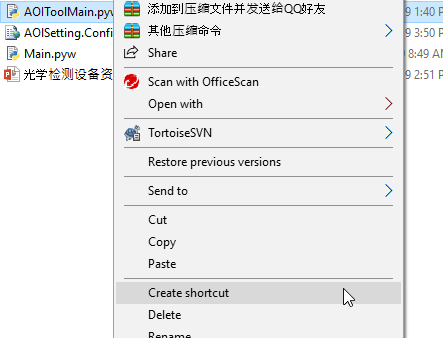 AOIToolMain.pyw
添加到压缩文件并发送给QQ好友
9 1:40 P
AOISetting.Confi
其他压缩命令
9 3:50 P
Main.pyw
Share
8:49 AM
光学检测设备资
Scan with OfficeScan
9 2:51 P
Open with
TortoiseSVN
Restore previous versions
Send to
Cut
Copy
Paste
Create shortcut
Delete
Rename